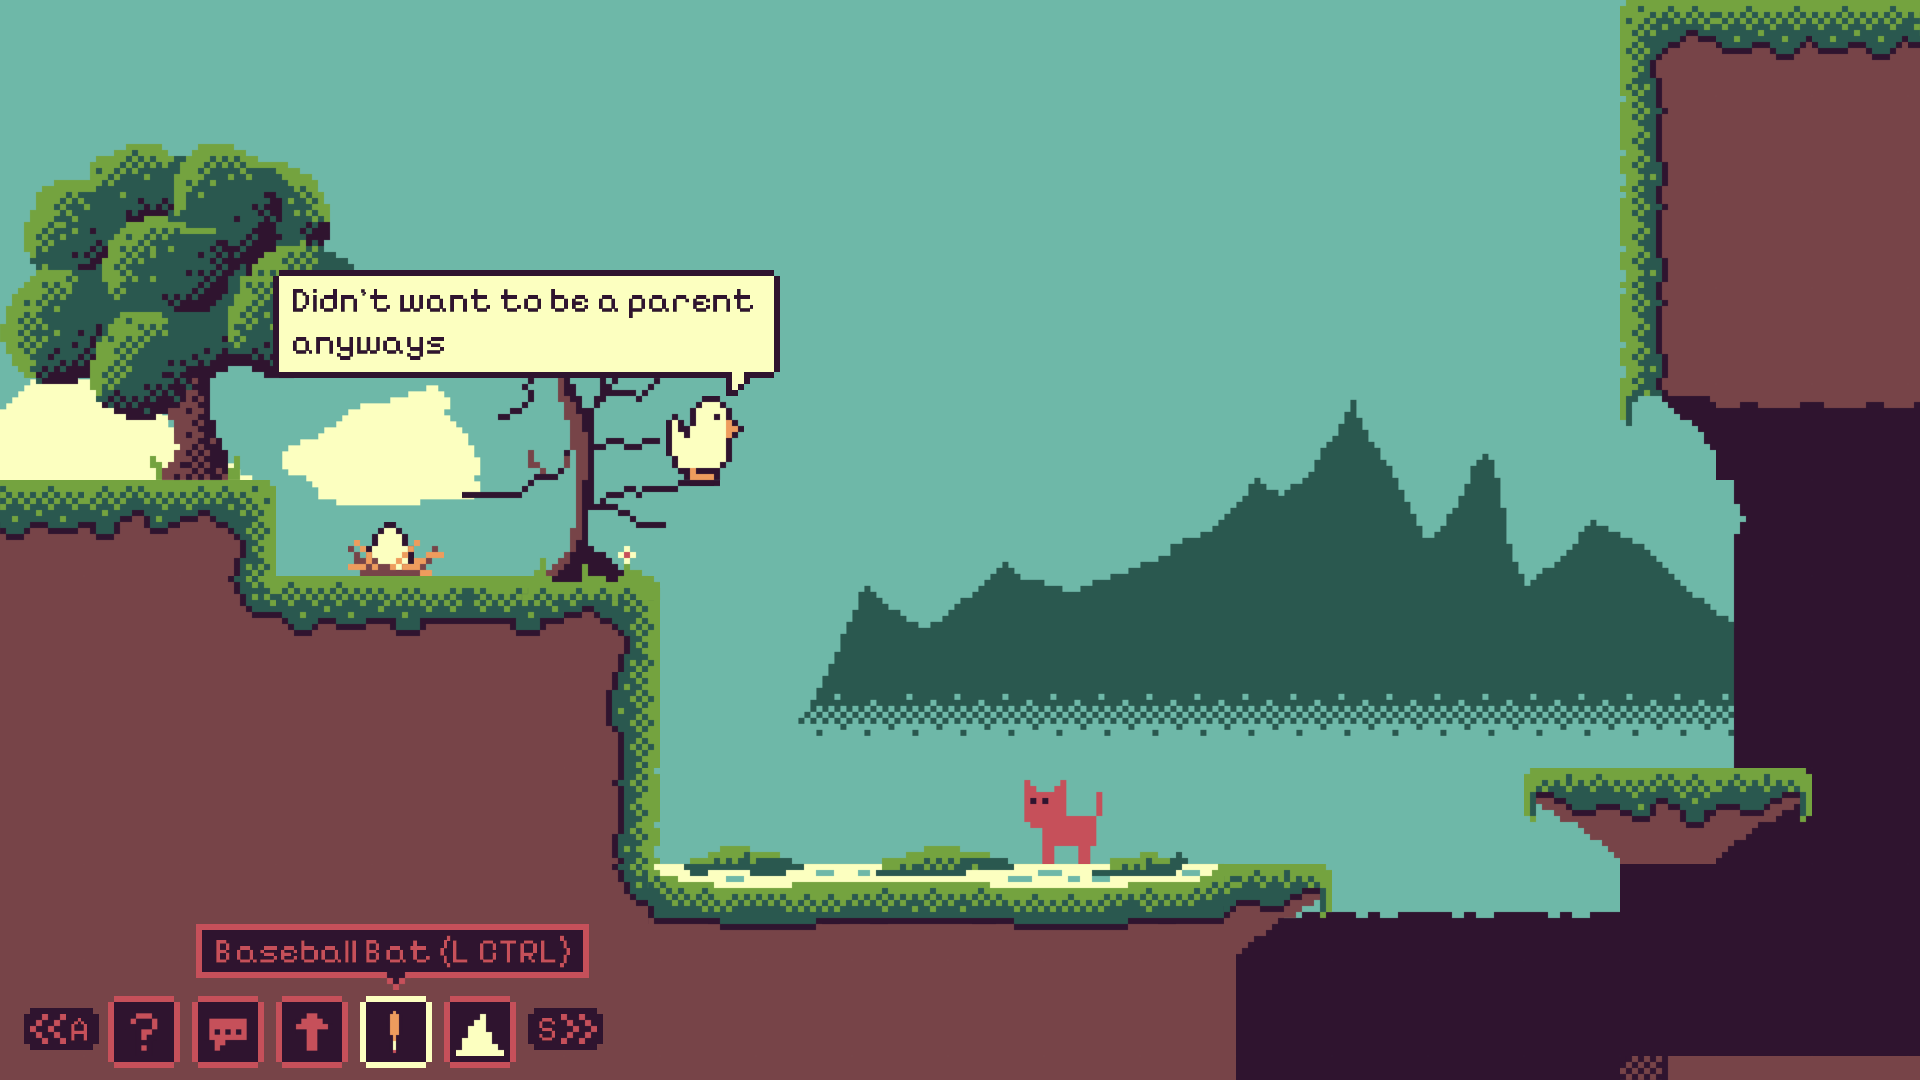 Didn't want to be a parent
anyways
Baseball Bat (L CTRL)
<<A ? S>>